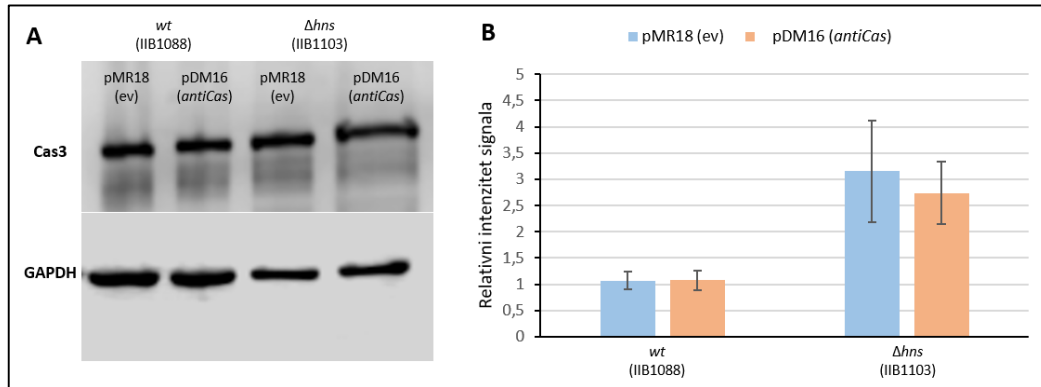 A
wt
(IIB1088)
Δhns
(IIB1103)
pMR18
(ev)
pDM16
(antiCas)
pMR18
(ev)
pDM16
(antiCas)
Cas3
GAPDH
B
pMR18 (ev)
pDM16 (antiCas)
Relativni intenzitet signala
5
4,5
4
3,5
3
2,5
2
1,5
1
0,5
0
wt
(IIB1088)
Δhns
(IIB1103)